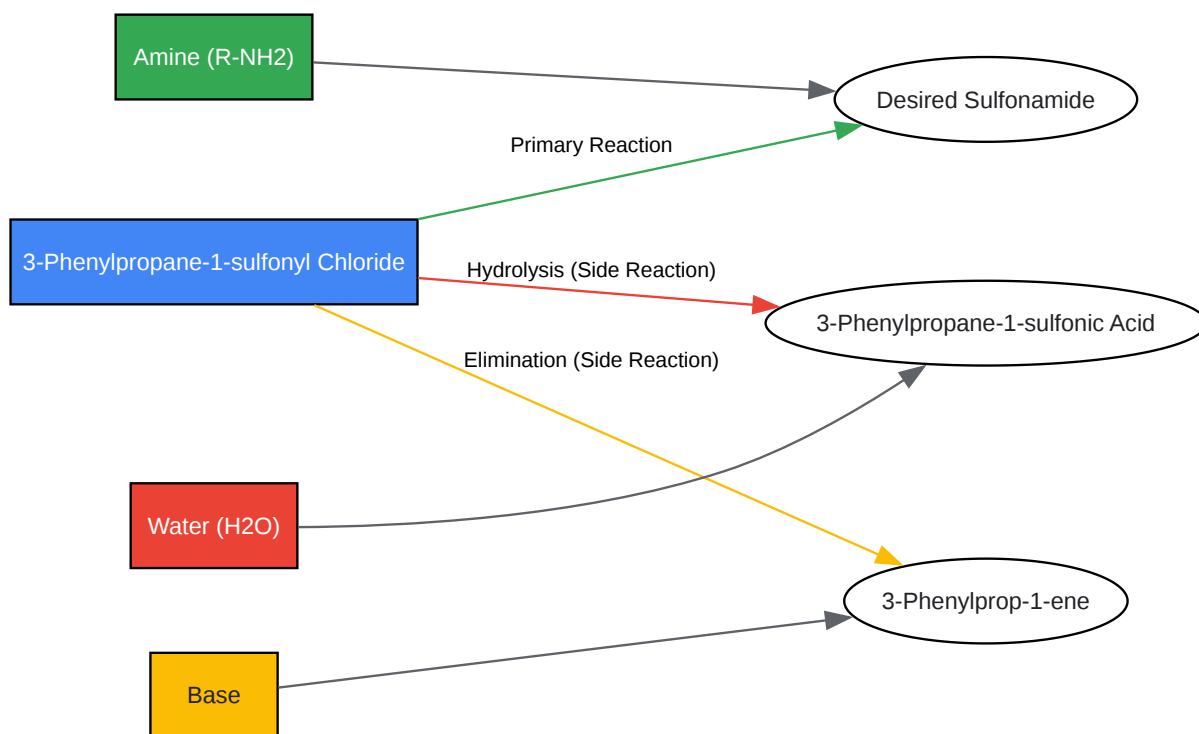 Amine (R-NH2)
Desired Sulfonamide
Primary Reaction
3-Phenylpropane-1-sulfonyl Chloride
Hydrolysis (Side Reaction)
3-Phenylpropane-1-sulfonic Acid
Elimination (Side Reaction)
Water (H2O)
3-Phenylprop-1-ene
Base